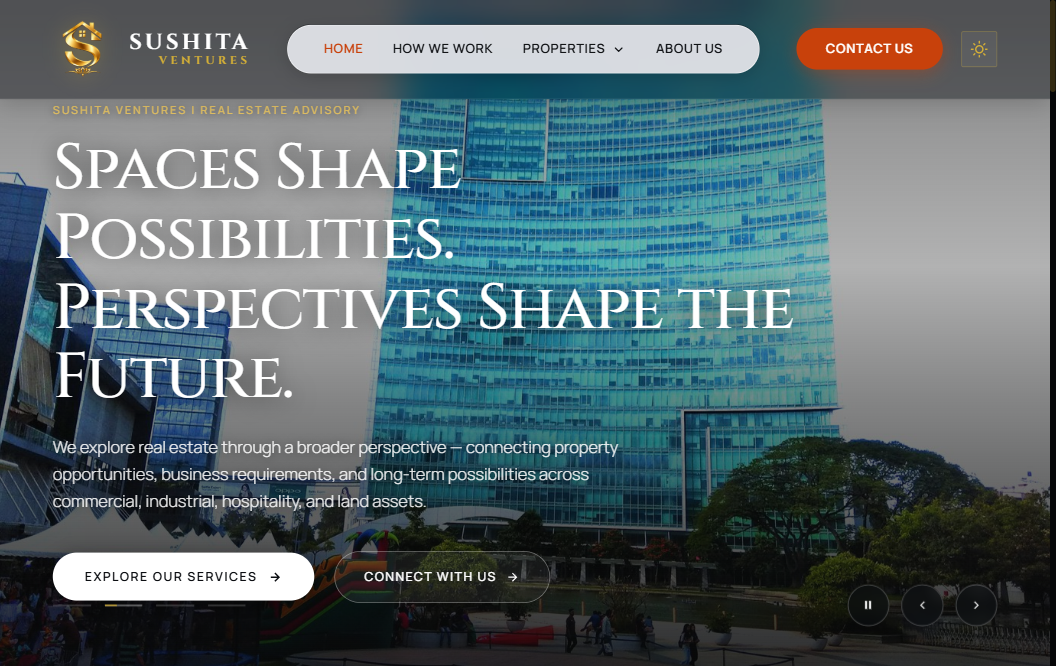 SUSHITA
VENTURES
HOME HOW WE WORK PROPERTIES ABOUT US
CONTACT US
SUSHITA VENTURES I REAL ESTATE ADVISORY
Spaces Shape
Possibilities.
Perspectives Shape the
Future.
We explore real estate through a broader perspective — connecting property
opportunities, business requirements, and long-term possibilities across
commercial, industrial, hospitality, and land assets.
EXPLORE OUR SERVICES →
CONNECT WITH US →